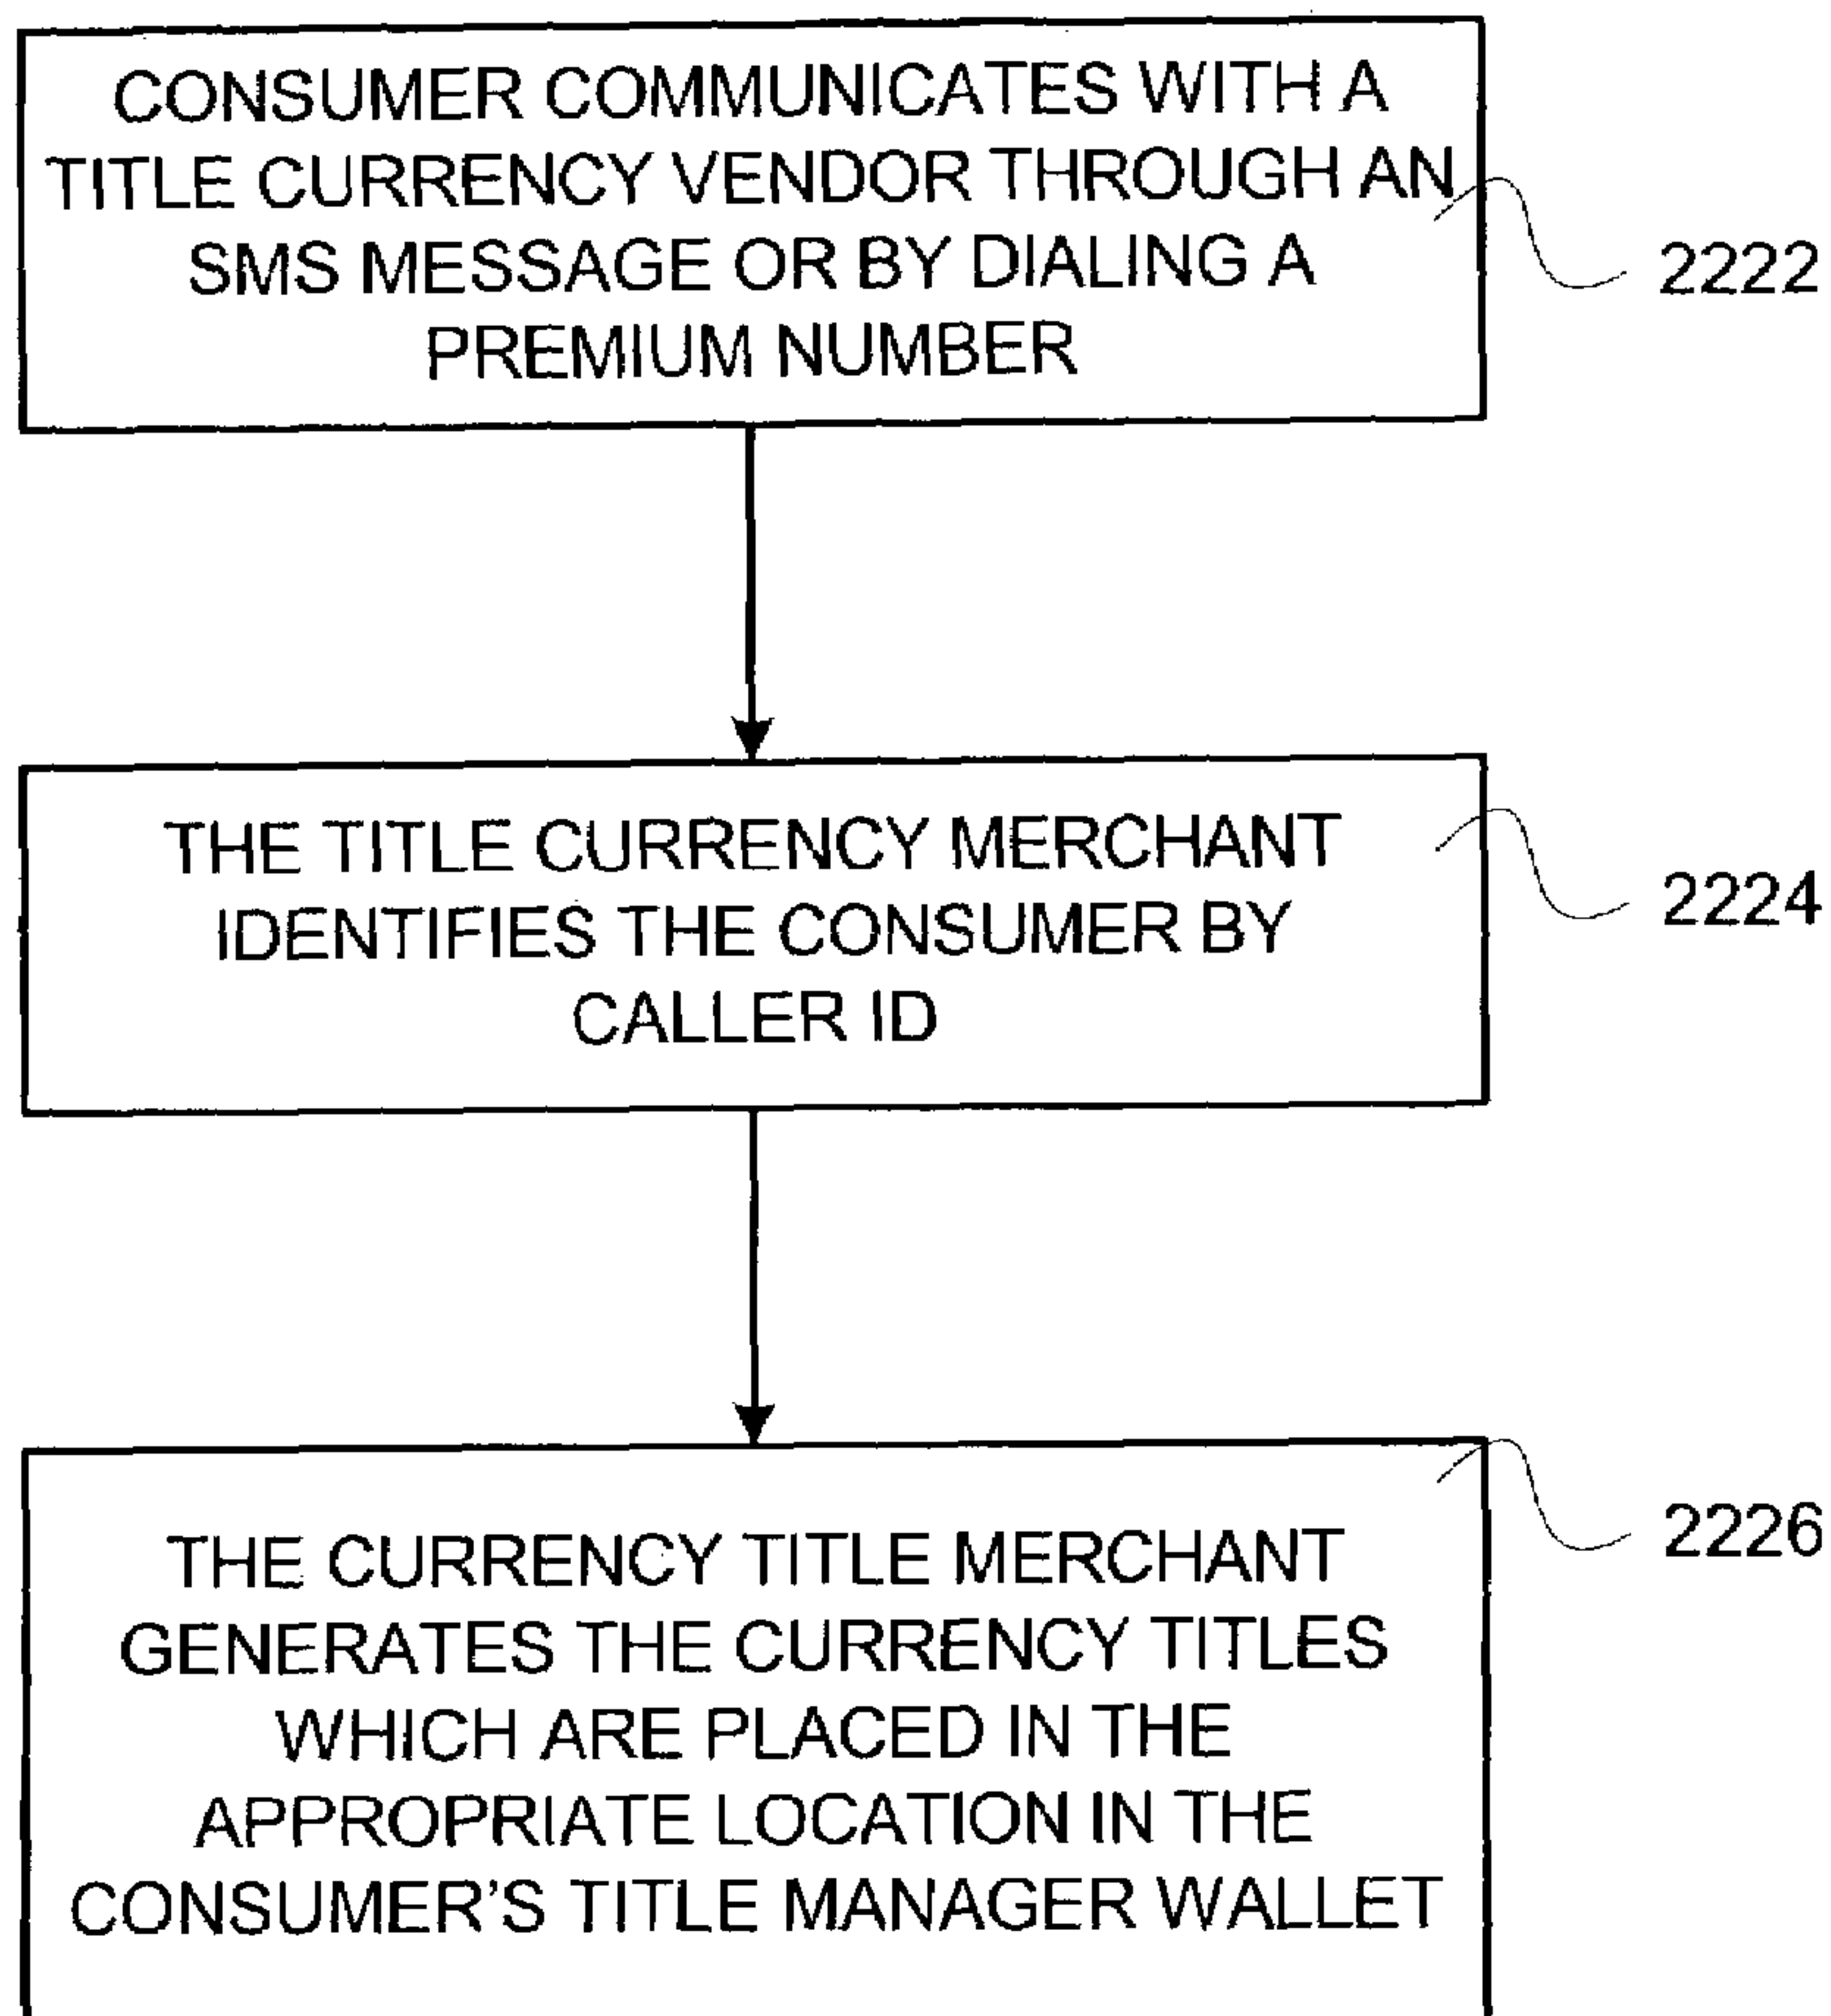 CONSUMER COMMUNICATES WITH A
TITLE CURRENCY VENDOR THROUGH AN
SMS MESSAGE OR BY DIALING A
PREMIUM NUMBER
2222
THE TITLE CURRENCY MERCHANT
IDENTIFIES THE CONSUMER BY
CALLER ID
2224
THE CURRENCY TITLE MERCHANT
GENERATES THE CURRENCY TITLES
WHICH ARE PLACED IN THE
APPROPRIATE LOCATION IN THE
CONSUMER'S TITLE MANAGER WALLET
2226